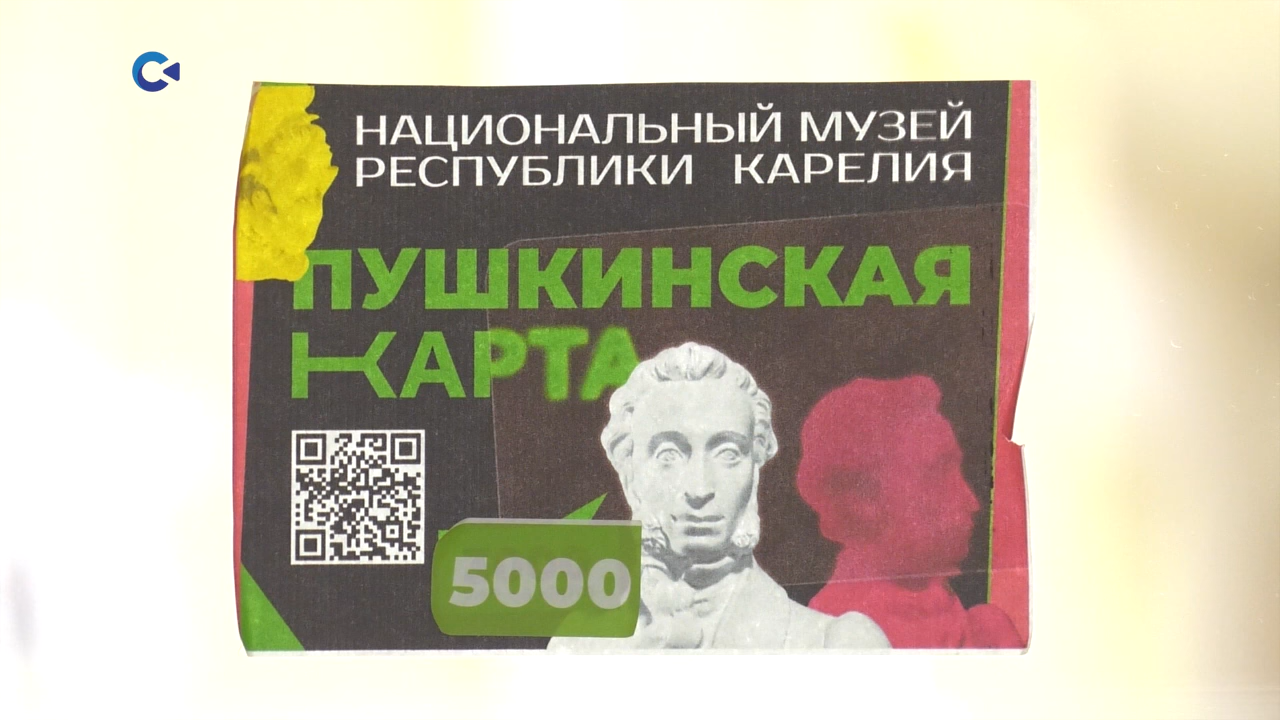 НАЦИОНАЛЬНЫЙ МУЗЕЙ
РЕСПУБЛИКИ КАРЕЛИЯ
ПУШКИНСКАЯ
КАРТА
5000